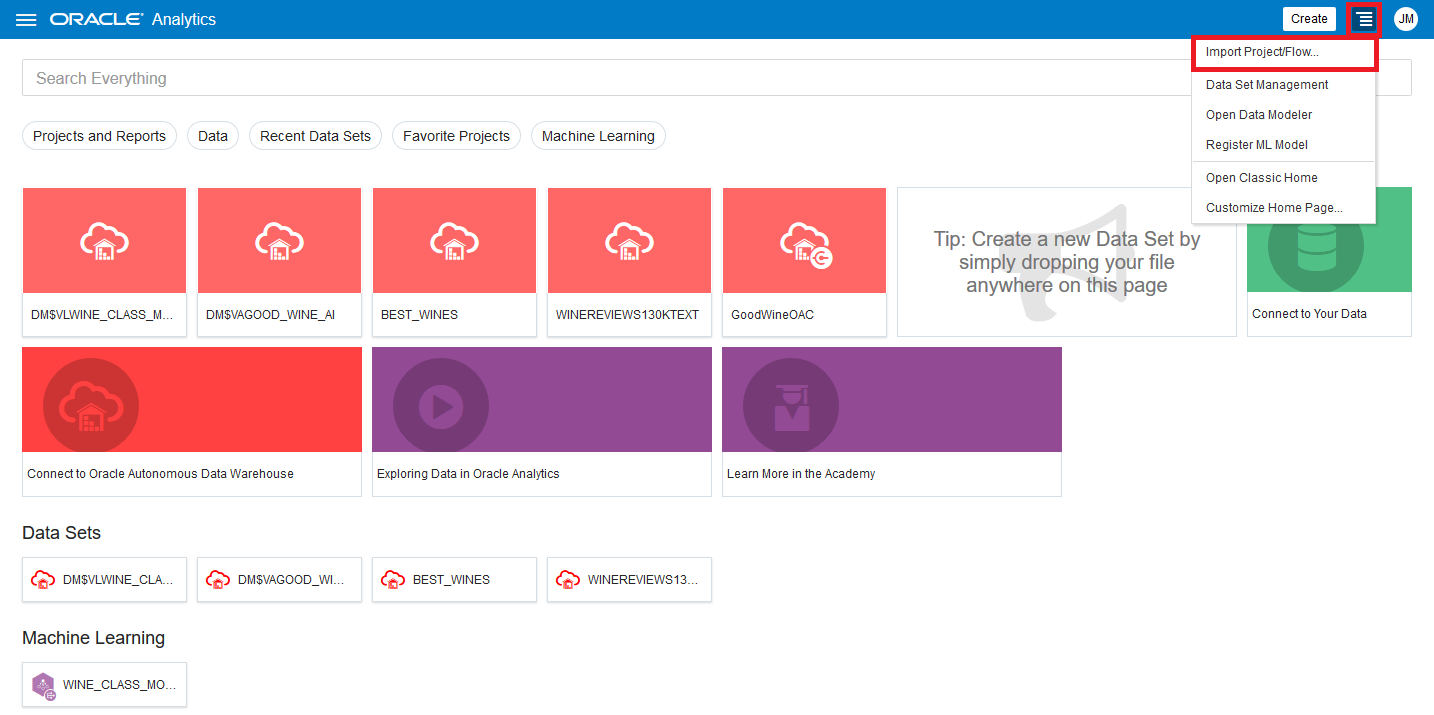 ORACLE Analytics
Create
JM
Import Project/Flow...
Data Set Management
Open Data Modeler
Register ML Model
Open Classic Home
Customize Home Page...
Search Everything
Projects and Reports
Data
Recent Data Sets
Favorite Projects
Machine Learning
DM$VLWINE_CLASS_M...
DM$VAGOOD_WINE_AI
BEST_WINES
WINEREVIEWS130KTEXT
GoodWineOAC
Tip: Create a new Data Set by
simply dropping your file
anywhere on this page
Connect to Your Data
Connect to Oracle Autonomous Data Warehouse
Exploring Data in Oracle Analytics
Learn More in the Academy
Data Sets
DM$VLWINE_CLA...
DM$VAGOOD_WI...
BEST_WINES
WINEREVIEWS13...
Machine Learning
WINE_CLASS_MO...